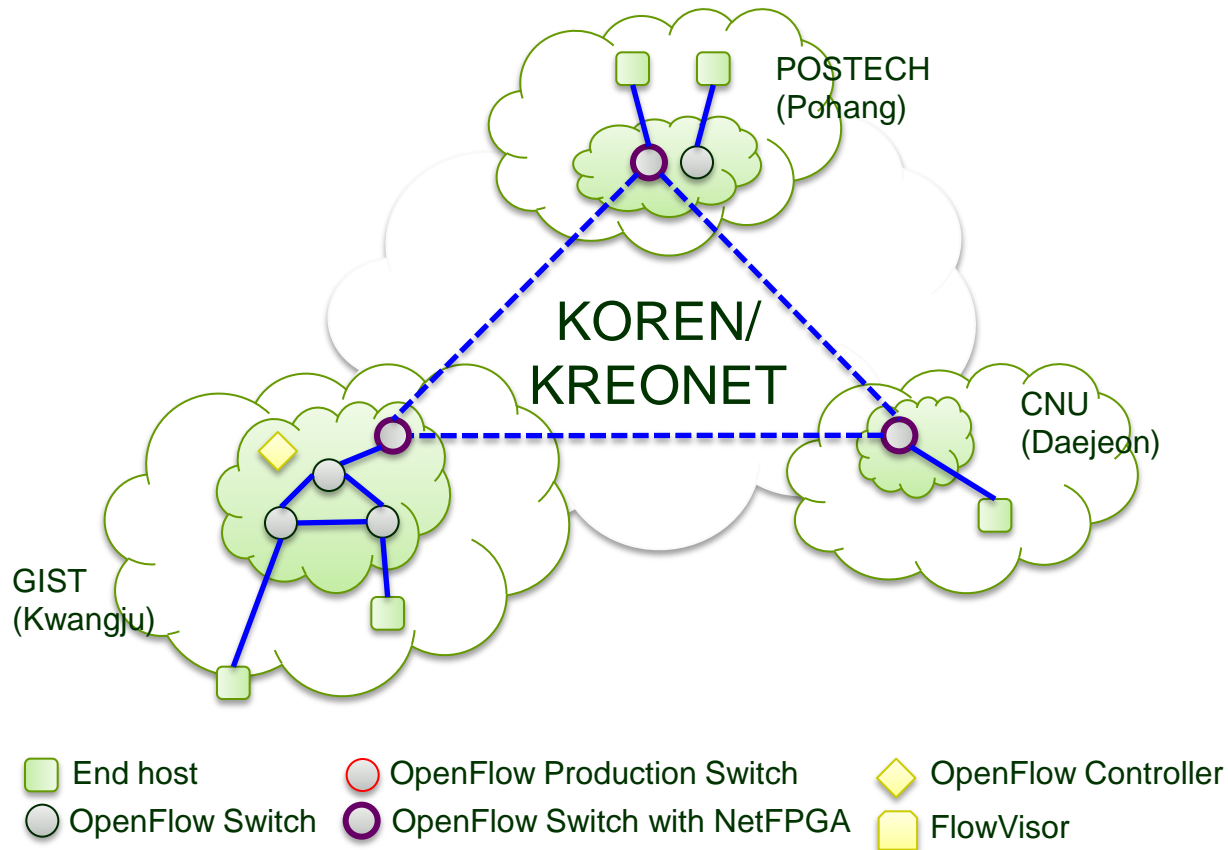 POSTECH
(Pohang)
KOREN/
KREONET
CNU
(Daejeon)
GIST
(Kwangju)
End host
OpenFlow Production Switch
OpenFlow Controller
OpenFlow Switch
OpenFlow Switch with NetFPGA
FlowVisor